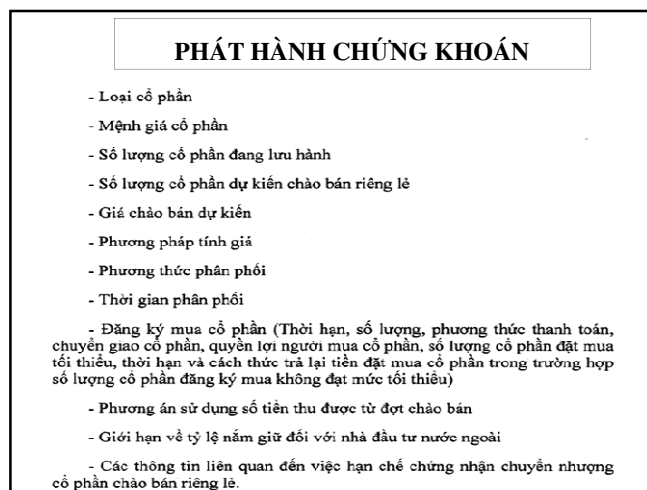 PHÁT HÀNH CHỨNG KHOÁN
- Loại cổ phần
- Mệnh giá cổ phần
- Số lượng cổ phần đang lưu hành
- Số lượng cổ phần dự kiến chào bán riêng lẻ
- Giá chào bán dự kiến
- Phương pháp tính giá
- Phương thức phân phối
- Thời gian phân phối
- Đăng ký mua cổ phần (Thời hạn, số lượng, phương thức thanh toán,
chuyển giao cổ phần, quyền lợi người mua cổ phần, số lượng cổ phần đặt mua
tối thiểu, thời hạn và cách thức trả lại tiền đặt mua cổ phần trong trường hợp
số lượng cổ phần đăng ký mua không đạt mức tối thiểu)
- Phương án sử dụng số tiền thu được từ đợt chào bán
- Giới hạn về tỷ lệ nắm giữ đối với nhà đầu tư nước ngoài
- Các thông tin liên quan đến việc hạn chế chứng nhận chuyển nhượng
cổ phần chào bán riêng lẻ.